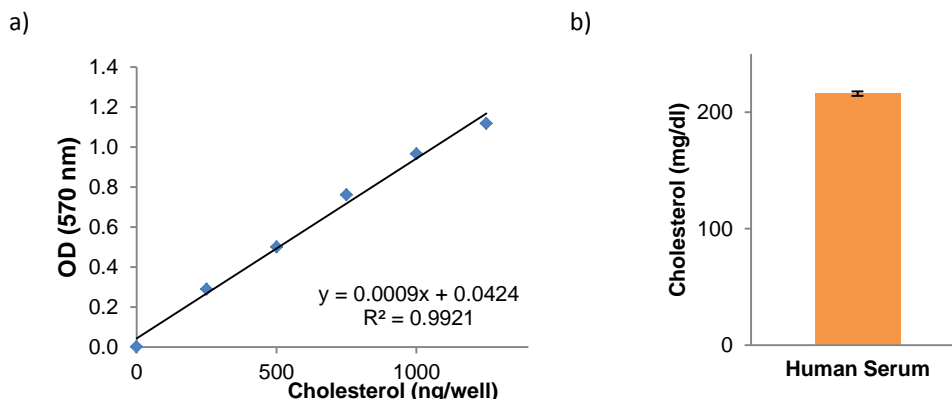 a)
OD (570 nm)
1.4
1.2
1.0
0.8
0.6
0.4
0.2
0.0
y = 0.0009x + 0.0424
R² = 0.9921
0
500
1000
Cholesterol (ng/well)
b)
Cholesterol (mg/dl)
200
100
0
Human Serum